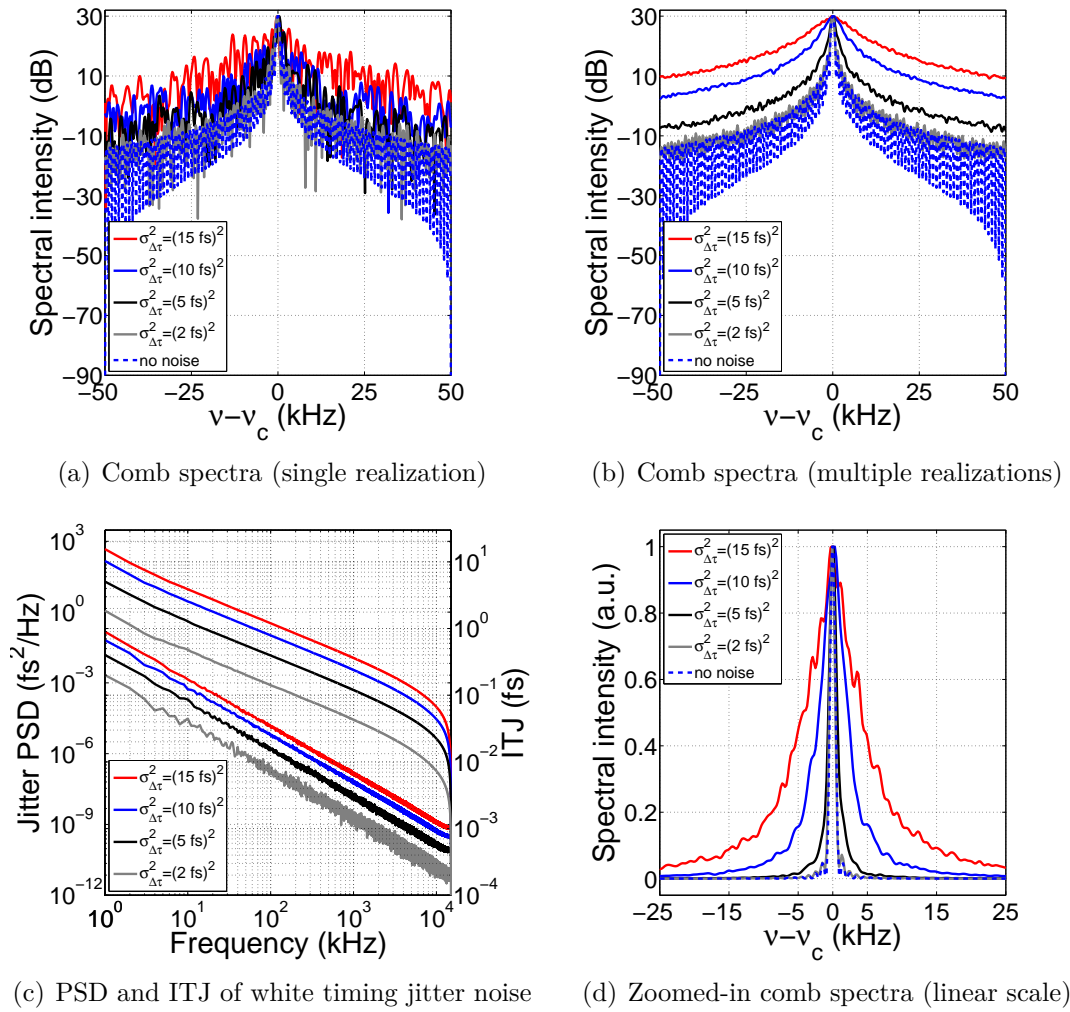 30
10
−10
−30
−50
−70
−90
Spectral intensity (dB)
σ²Δτ=(15 fs)²
σ²Δτ=(10 fs)²
σ²Δτ=(5 fs)²
σ²Δτ=(2 fs)²
no noise
−50 −25 0 25 50
ν−νc (kHz)
(a) Comb spectra (single realization)
30
10
−10
−30
−50
−70
−90
Spectral intensity (dB)
σ²Δτ=(15 fs)²
σ²Δτ=(10 fs)²
σ²Δτ=(5 fs)²
σ²Δτ=(2 fs)²
no noise
−50 −25 0 25 50
ν−νc (kHz)
(b) Comb spectra (multiple realizations)
10³
10⁰
10⁻³
10⁻⁶
10⁻⁹
10⁻¹²
Jitter PSD (fs²/Hz)
σ²Δτ=(15 fs)²
σ²Δτ=(10 fs)²
σ²Δτ=(5 fs)²
σ²Δτ=(2 fs)²
10¹
10⁰
10⁻¹
10⁻²
10⁻³
10⁻⁴
ITJ (fs)
10⁰ 10¹ 10² 10³ 10⁴
Frequency (kHz)
(c) PSD and ITJ of white timing jitter noise
1
0.8
0.6
0.4
0.2
0
Spectral intensity (a.u.)
σ²Δτ=(15 fs)²
σ²Δτ=(10 fs)²
σ²Δτ=(5 fs)²
σ²Δτ=(2 fs)²
no noise
−25 −15 −5 0 5 15 25
ν−νc (kHz)
(d) Zoomed-in comb spectra (linear scale)